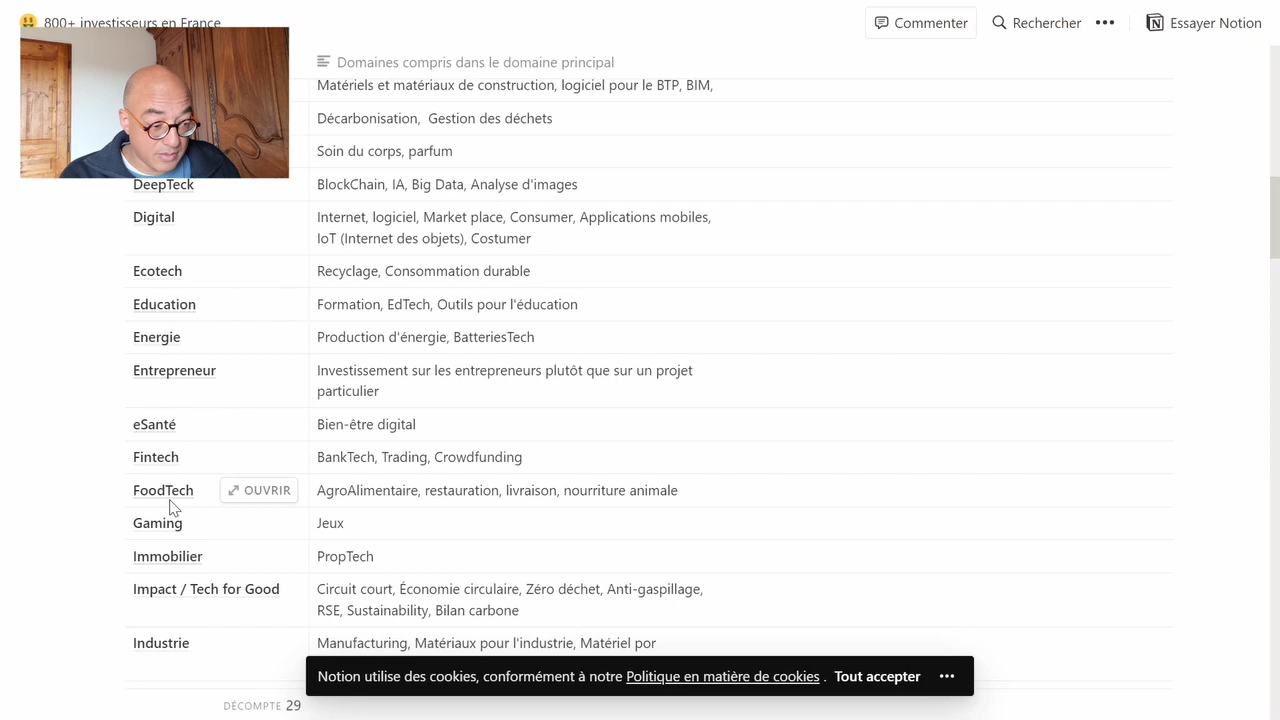 800+ investisseurs en France
Commenter
Rechercher
•••
Essayer Notion
Domaines compris dans le domaine principal
Matériels et matériaux de construction, logiciel pour le BTP, BIM,
Décarbonisation, Gestion des déchets
Soin du corps, parfum
DeepTeck
BlockChain, IA, Big Data, Analyse d'images
Digital
Internet, logiciel, Market place, Consumer, Applications mobiles,
IoT (Internet des objets), Costumer
Ecotech
Recyclage, Consommation durable
Education
Formation, EdTech, Outils pour l'éducation
Energie
Production d'énergie, BatteriesTech
Entrepreneur
Investissement sur les entrepreneurs plutôt que sur un projet
particulier
eSanté
Bien-être digital
Fintech
BankTech, Trading, Crowdfunding
FoodTech
OUVRIR
AgroAlimentaire, restauration, livraison, nourriture animale
Gaming
Jeux
Immobilier
PropTech
Impact / Tech for Good
Circuit court, Économie circulaire, Zéro déchet, Anti-gaspillage,
RSE, Sustainability, Bilan carbone
Industrie
Manufacturing, Matériaux pour l'industrie, Matériel por
Notion utilise des cookies, conformément à notre Politique en matière de cookies . Tout accepter •••
DÉCOMPTE 29